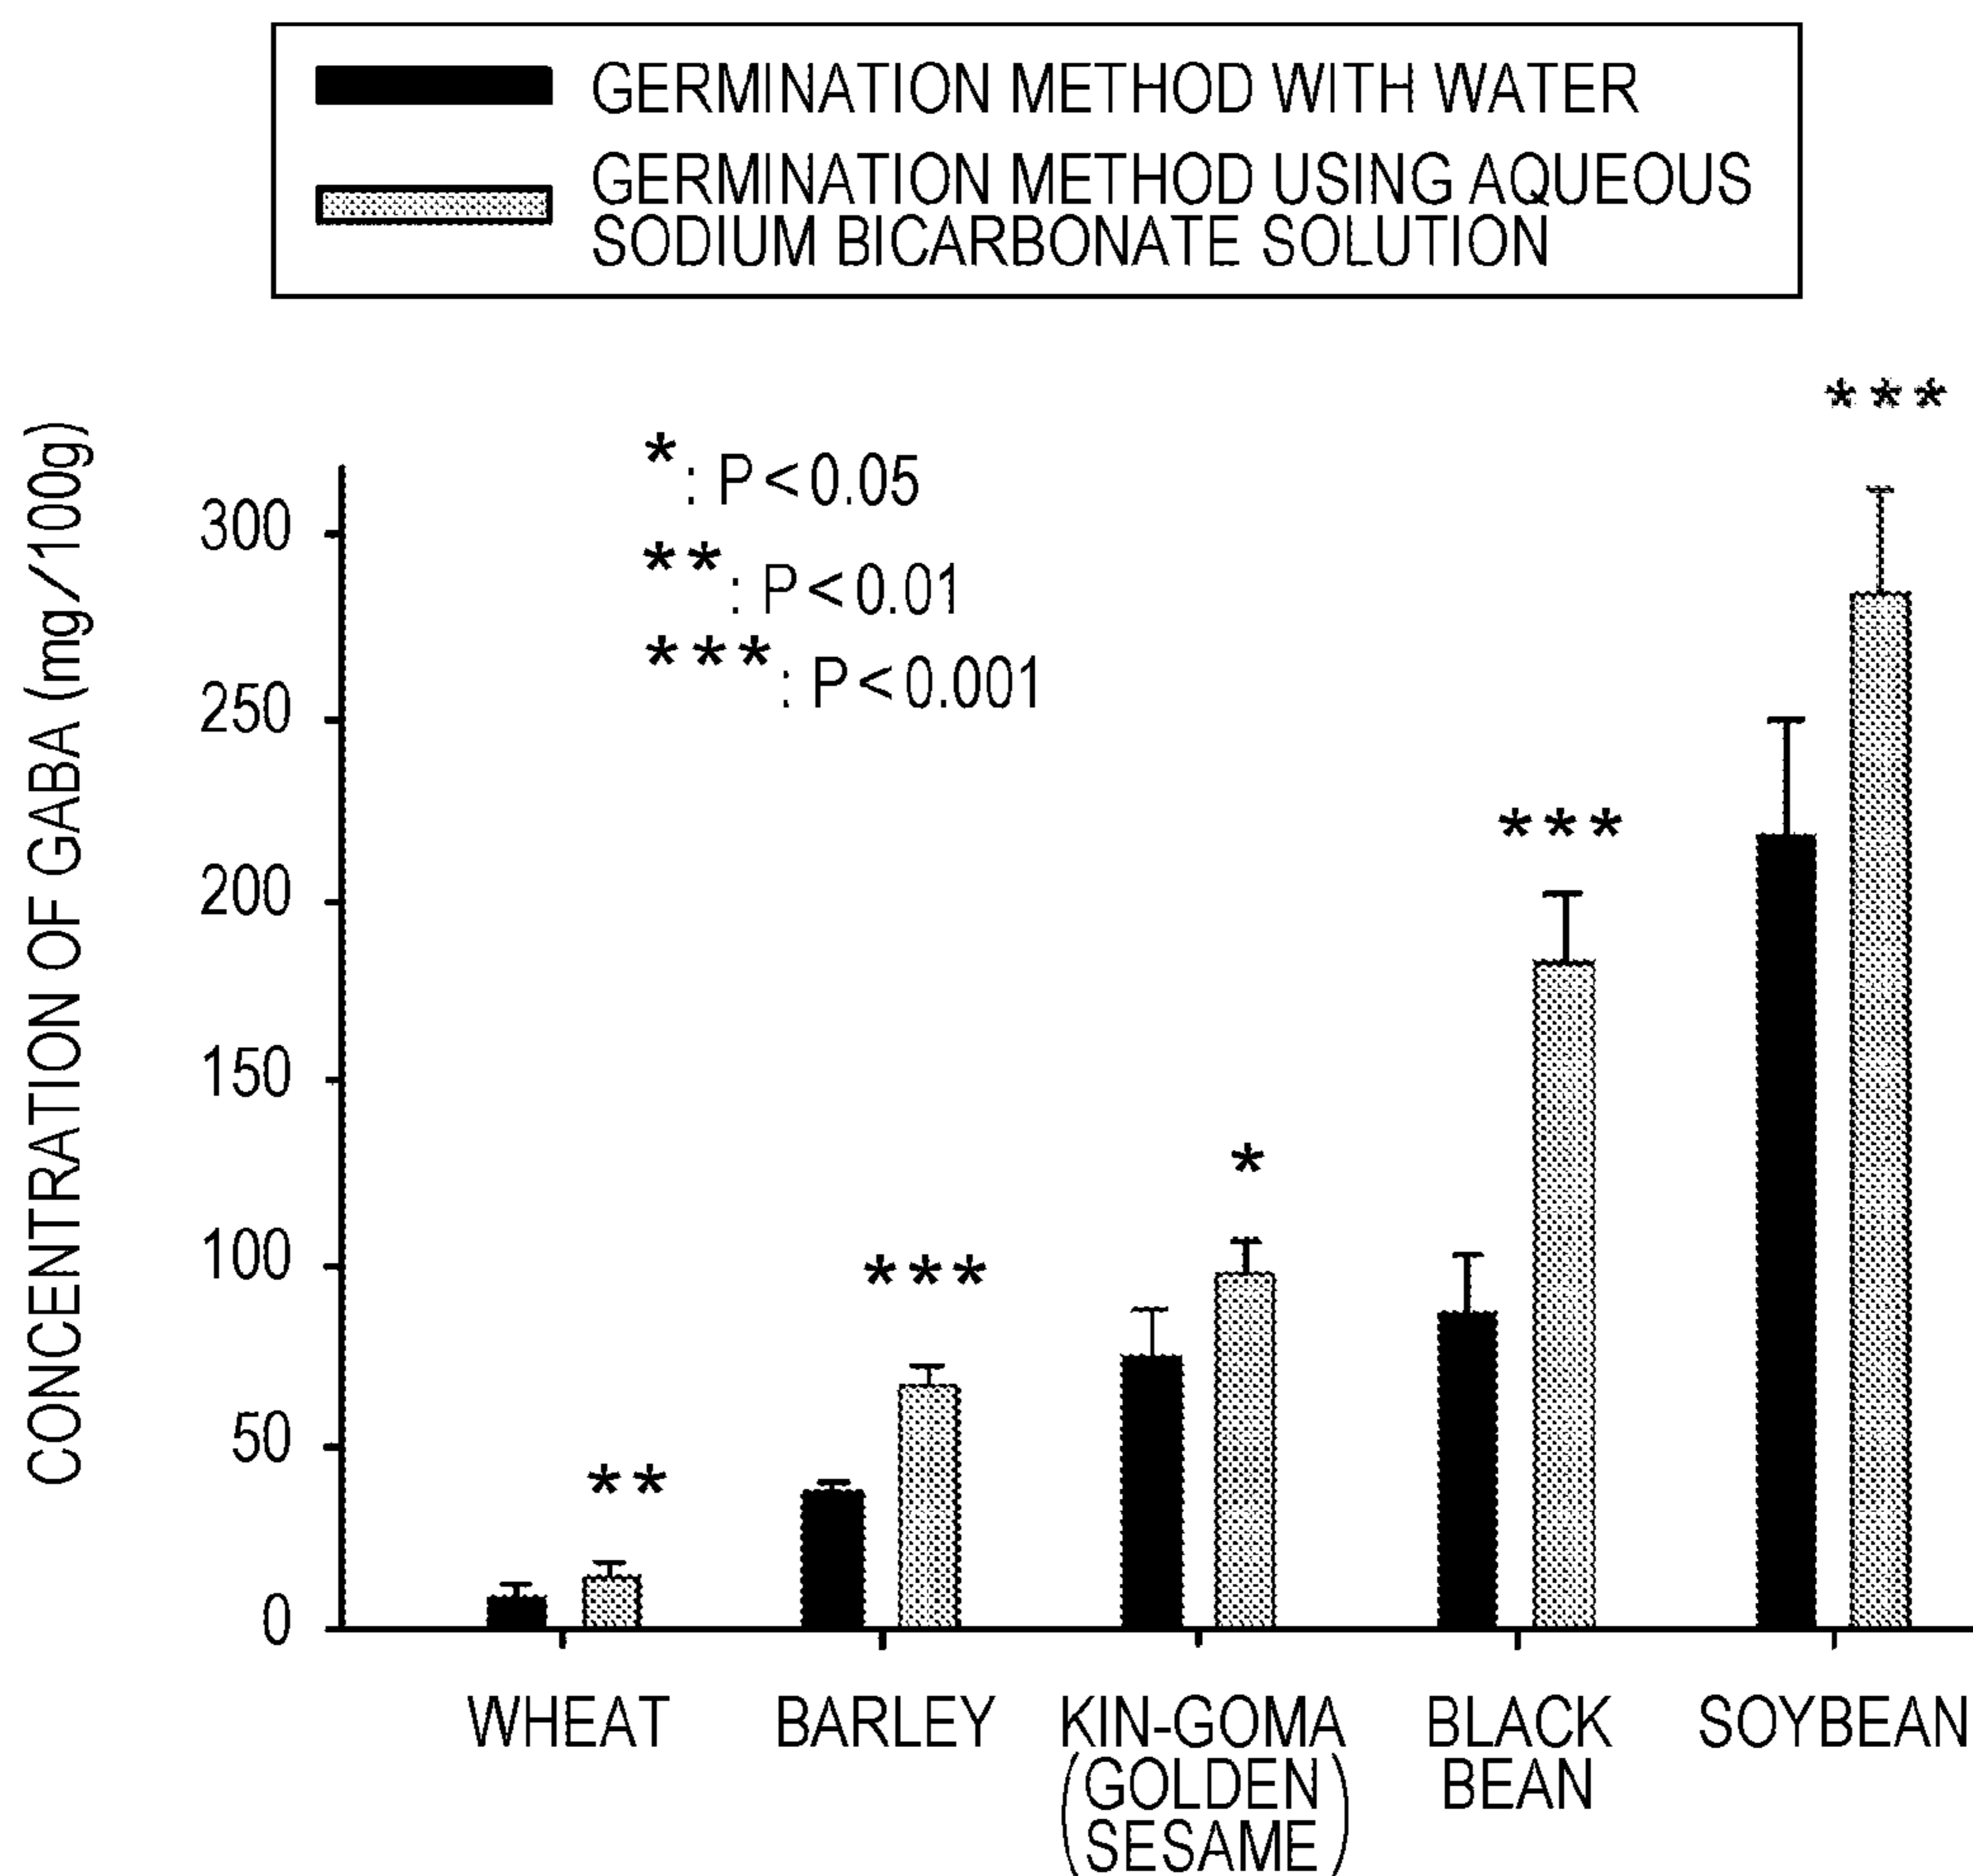 GERMINATION METHOD WITH WATER
GERMINATION METHOD USING AQUEOUS
SODIUM BICARBONATE SOLUTION
CONCENTRATION OF GABA (mg/100g)
300
250
200
150
100
50
0
*: P<0.05
**: P<0.01
***: P<0.001
**
***
*
***
***
WHEAT
BARLEY
KIN-GOMA
(GOLDEN
SESAME)
BLACK
BEAN
SOYBEAN